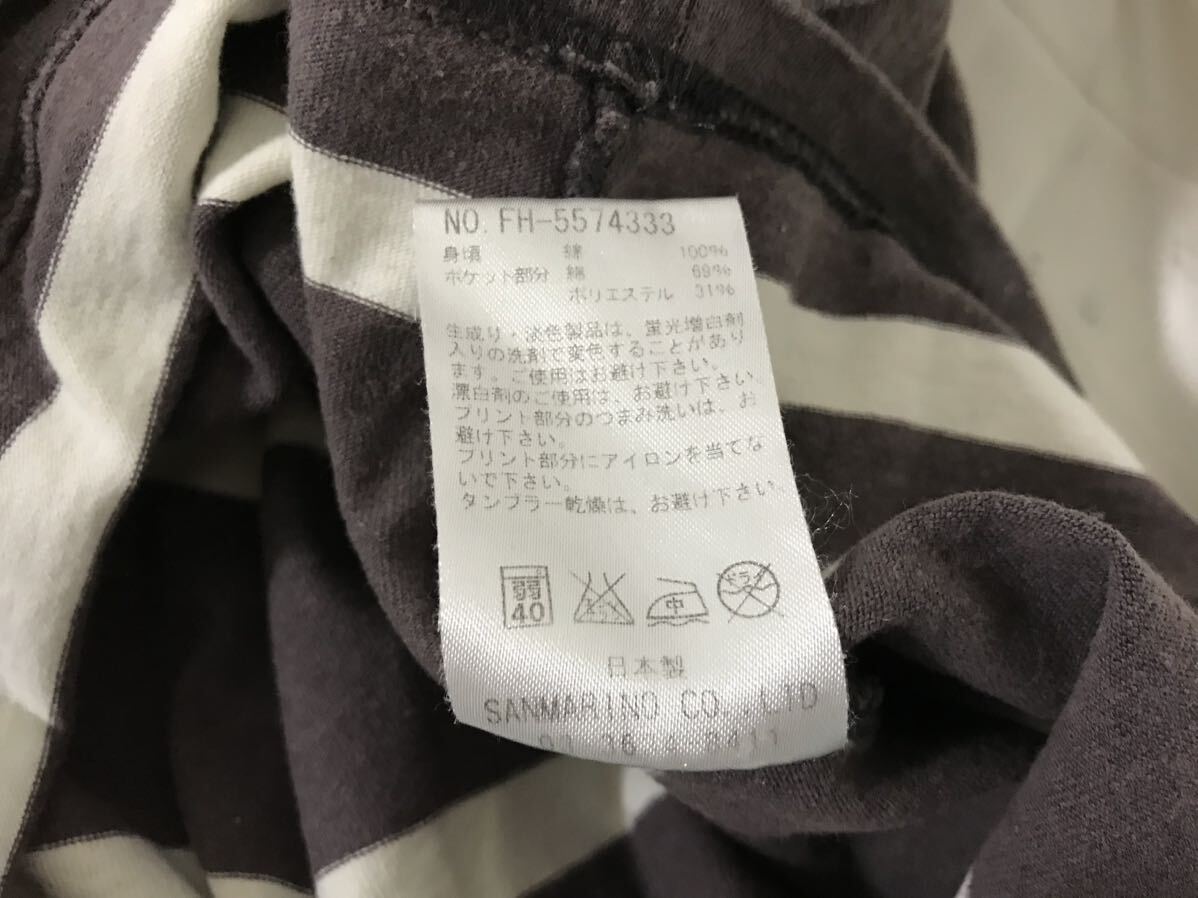 NO. FH-5574333
身頃 綿 100%
ポケット部分 綿 69%
ポリエステル 31%
生成り・淡色製品は、蛍光増白剤
入りの洗剤で変色することがあり
ます。ご使用はお避け下さい。
漂白剤のご使用は、お避け下さい。
プリント部分のつまみ洗いは、お
避け下さい。
プリント部分にアイロンを当てな
いで下さい。
タンブラー乾燥は、お避け下さい。
弱 40 中 ドライ
日本製
SANMARINO CO.,LTD